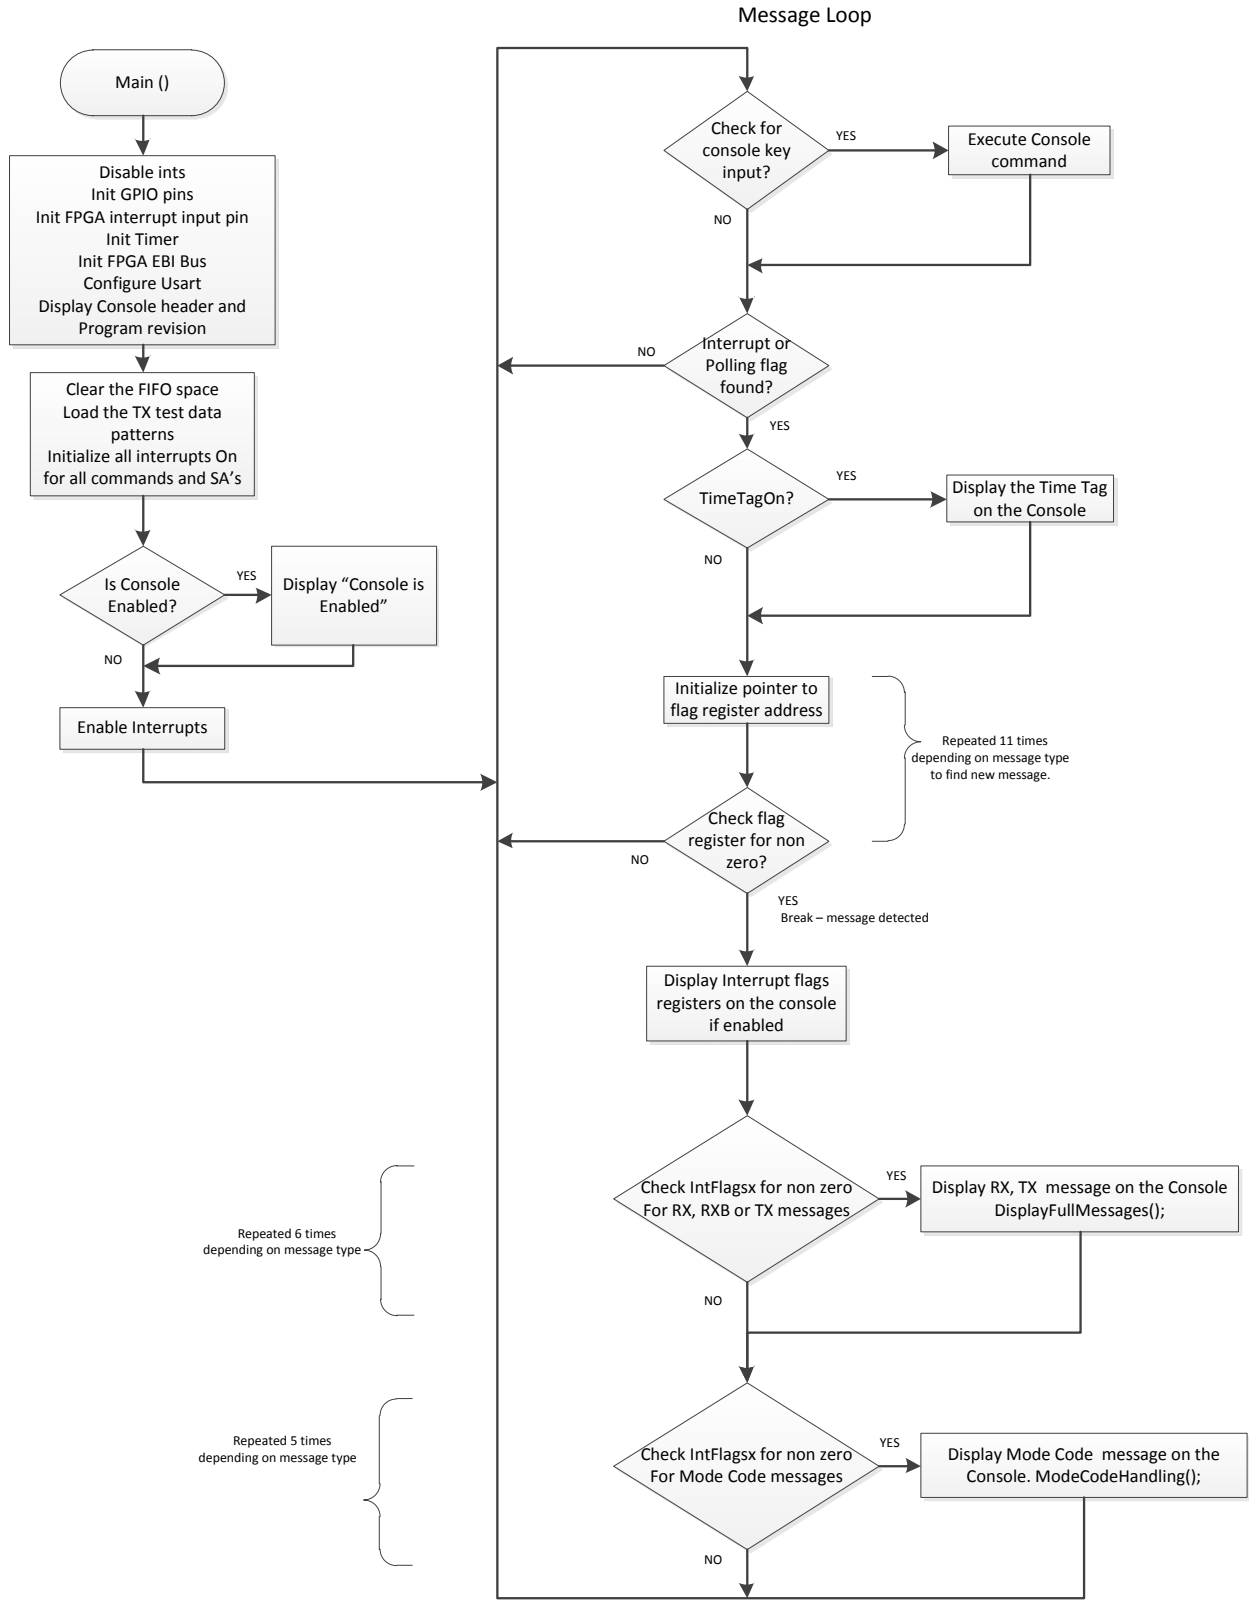 Message Loop
Main ()
Disable ints
Init GPIO pins
Init FPGA interrupt input pin
Init Timer
Init FPGA EBI Bus
Configure Usart
Display Console header and
Program revision
Clear the FIFO space
Load the TX test data
patterns
Initialize all interrupts On
for all commands and SA's
Is Console
Enabled?
YES
Display “Console is
Enabled”
NO
Enable Interrupts
Check for
console key
input?
YES
Execute Console
command
NO
Interrupt or
Polling flag
found?
NO
YES
TimeTagOn?
YES
Display the Time Tag
on the Console
NO
Initialize pointer to
flag register address
Repeated 11 times
depending on message type
to find new message.
Check flag
register for non
zero?
NO
YES
Break – message detected
Display Interrupt flags
registers on the console
if enabled
Check IntFlagsx for non zero
For RX, RXB or TX messages
YES
Display RX, TX  message on the Console
DisplayFullMessages();
Repeated 6 times
depending on message type
NO
Check IntFlagsx for non zero
For Mode Code messages
YES
Display Mode Code  message on the
Console. ModeCodeHandling();
Repeated 5 times
depending on message type
NO